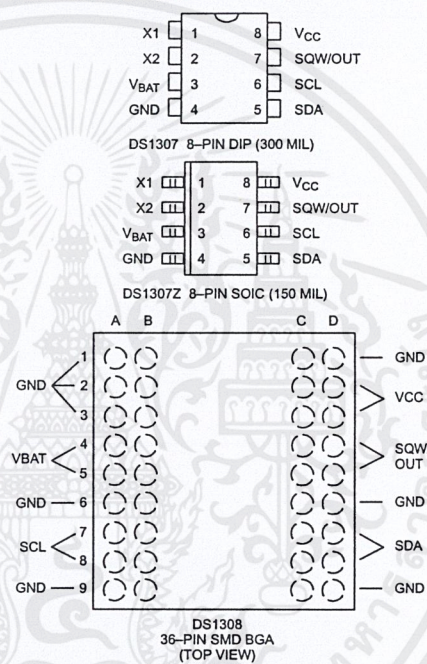 X1 1 8 VCC
X2 2 7 SQW/OUT
VBAT 3 6 SCL
GND 4 5 SDA
DS1307 8–PIN DIP (300 MIL)
X1 1 8 VCC
X2 2 7 SQW/OUT
VBAT 3 6 SCL
GND 4 5 SDA
DS1307Z 8–PIN SOIC (150 MIL)
A B C D
1 GND
GND 2
VCC
3
4
VBAT SQW
OUT
5
GND 6 GND
7
SCL SDA
8
GND 9 GND
DS1308
36–PIN SMD BGA
(TOP VIEW)